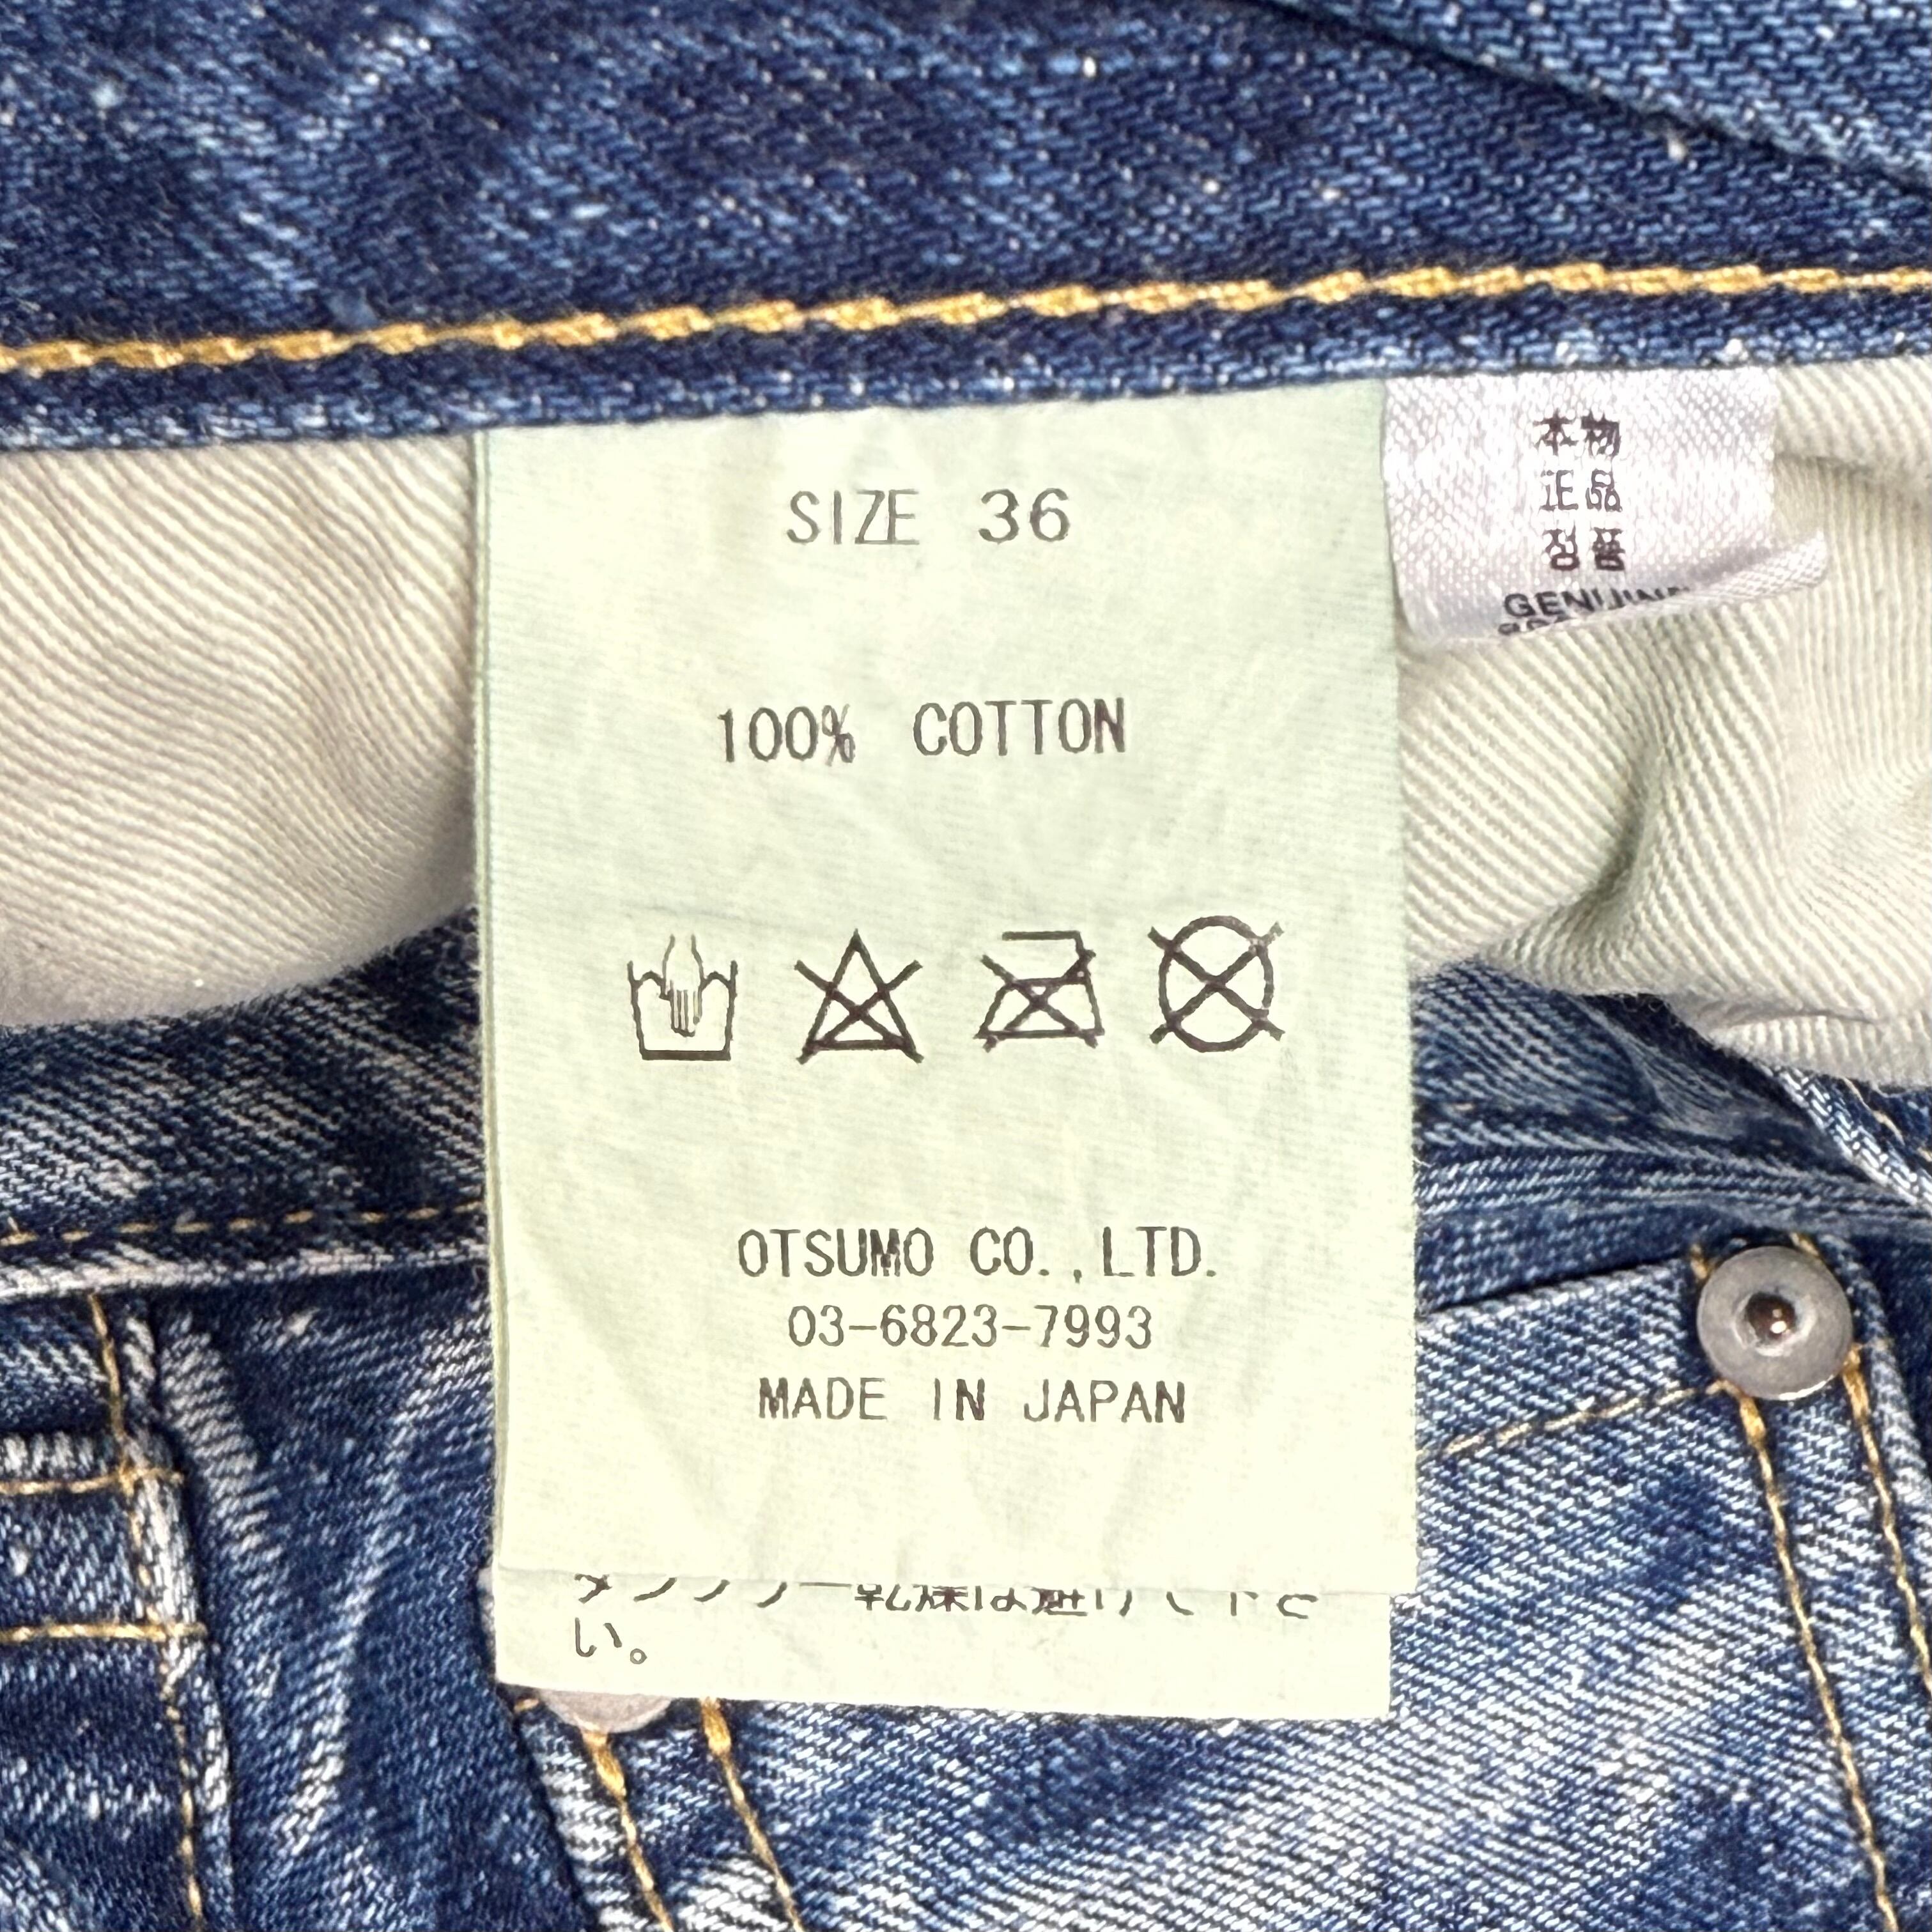 SIZE 36
100% COTTON
OTSUMO CO.,LTD.
03-6823-7993
MADE IN JAPAN
い。
本物
正品
정품
GENUINE